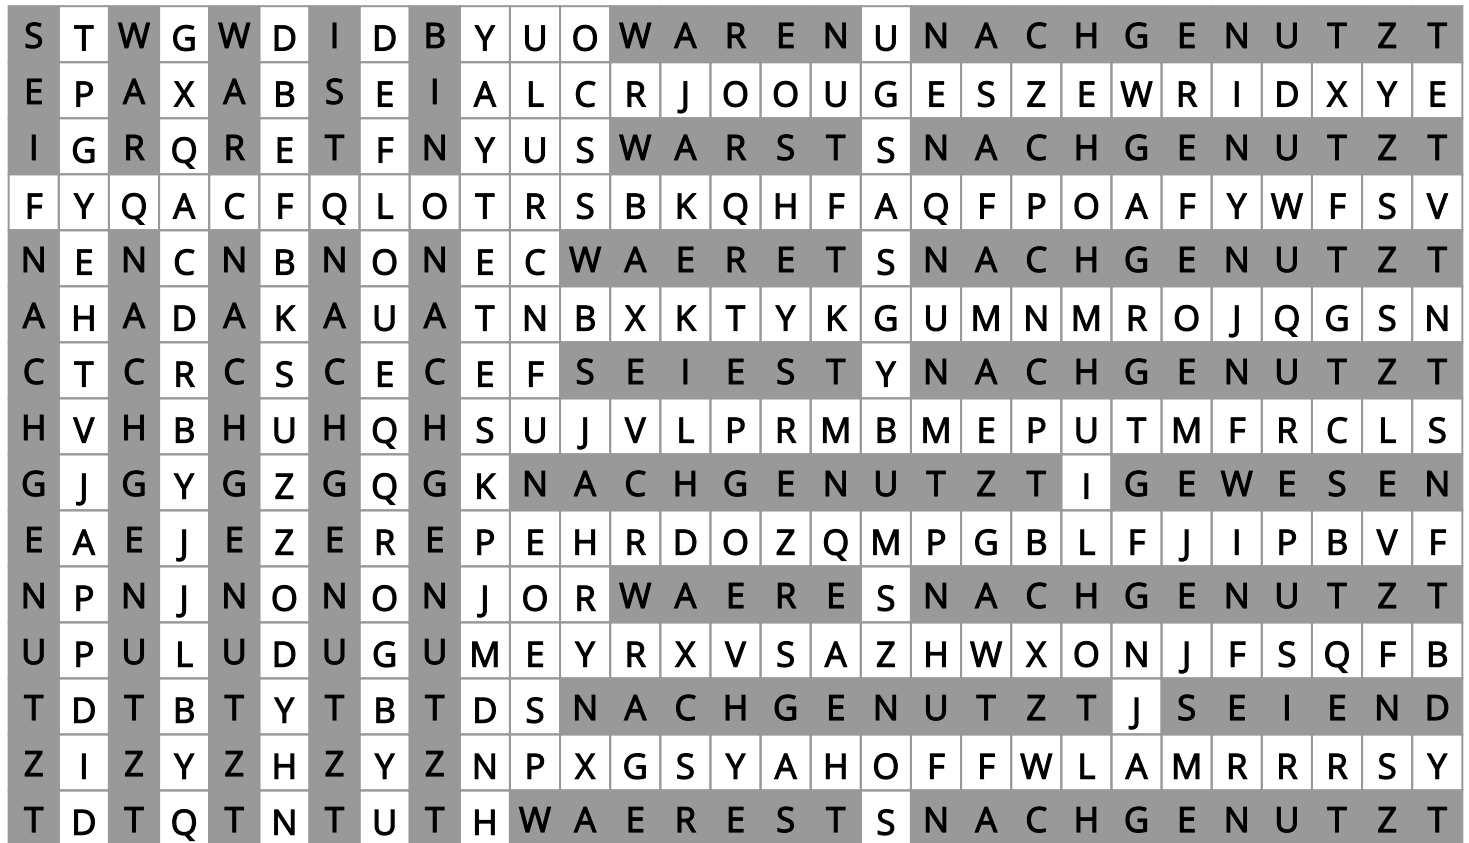 S T W G W D I D B Y U O W A R E N U N A C H G E N U T Z T
E P A X A B S E I A L C R J O O U G E S Z E W R I D X Y E
I G R Q R E T F N Y U S W A R S T S N A C H G E N U T Z T
F Y Q A C F Q L O T R S B K Q H F A Q F P O A F Y W F S V
N E N C N B N O N E C W A E R E T S N A C H G E N U T Z T
A H A D A K A U A T N B X K T Y K G U M N M R O J Q G S N
C T C R C S C E C E F S E I E S T Y N A C H G E N U T Z T
H V H B H U H Q H S U J V L P R M B M E P U T M F R C L S
G J G Y G Z G Q G K N A C H G E N U T Z T I G E W E S E N
E A E J E Z E R E P E H R D O Z Q M P G B L F J I P B V F
N P N J N O N O N J O R W A E R E S N A C H G E N U T Z T
U P U L U D U G U M E Y R X V S A Z H W X O N J F S Q F B
T D T B T Y T B T D S N A C H G E N U T Z T J S E I E N D
Z I Z Y Z H Z Y Z N P X G S Y A H O F F W L A M R R R S Y
T D T Q T N T U T H W A E R E S T S N A C H G E N U T Z T